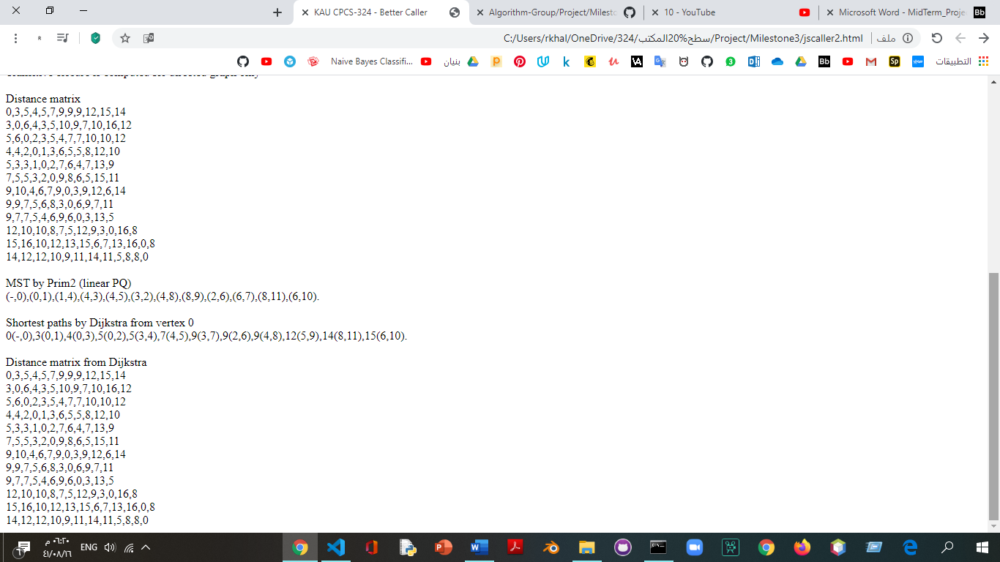 KAU CPCS-324 - Better Caller
Algorithm-Group/Project/Milesto
10 - YouTube
Microsoft Word - MidTerm_Proje
Bb
C:/Users/rkhal/OneDrive/324/سطح%20المكتب/Project/Milestone3/jscaller2.html
ملف
Naive Bayes Classifi...
بنيان
التطبيقات
Distance matrix
0,3,5,4,5,7,9,9,9,12,15,14
3,0,6,4,3,5,10,9,7,10,16,12
5,6,0,2,3,5,4,7,7,10,10,12
4,4,2,0,1,3,6,5,5,8,12,10
5,3,3,1,0,2,7,6,4,7,13,9
7,5,5,3,2,0,9,8,6,5,15,11
9,10,4,6,7,9,0,3,9,12,6,14
9,9,7,5,6,8,3,0,6,9,7,11
9,7,7,5,4,6,9,6,0,3,13,5
12,10,10,8,7,5,12,9,3,0,16,8
15,16,10,12,13,15,6,7,13,16,0,8
14,12,12,10,9,11,14,11,5,8,8,0
MST by Prim2 (linear PQ)
(-,0),(0,1),(1,4),(4,3),(4,5),(3,2),(4,8),(8,9),(2,6),(6,7),(8,11),(6,10).
Shortest paths by Dijkstra from vertex 0
0(-,0),3(0,1),4(0,3),5(0,2),5(3,4),7(4,5),9(3,7),9(2,6),9(4,8),12(5,9),14(8,11),15(6,10).
Distance matrix from Dijkstra
0,3,5,4,5,7,9,9,9,12,15,14
3,0,6,4,3,5,10,9,7,10,16,12
5,6,0,2,3,5,4,7,7,10,10,12
4,4,2,0,1,3,6,5,5,8,12,10
5,3,3,1,0,2,7,6,4,7,13,9
7,5,5,3,2,0,9,8,6,5,15,11
9,10,4,6,7,9,0,3,9,12,6,14
9,9,7,5,6,8,3,0,6,9,7,11
9,7,7,5,4,6,9,6,0,3,13,5
12,10,10,8,7,5,12,9,3,0,16,8
15,16,10,12,13,15,6,7,13,16,0,8
14,12,12,10,9,11,14,11,5,8,8,0
ENG
٠٦:٢٠ م
٤١/٠٨/٢٦